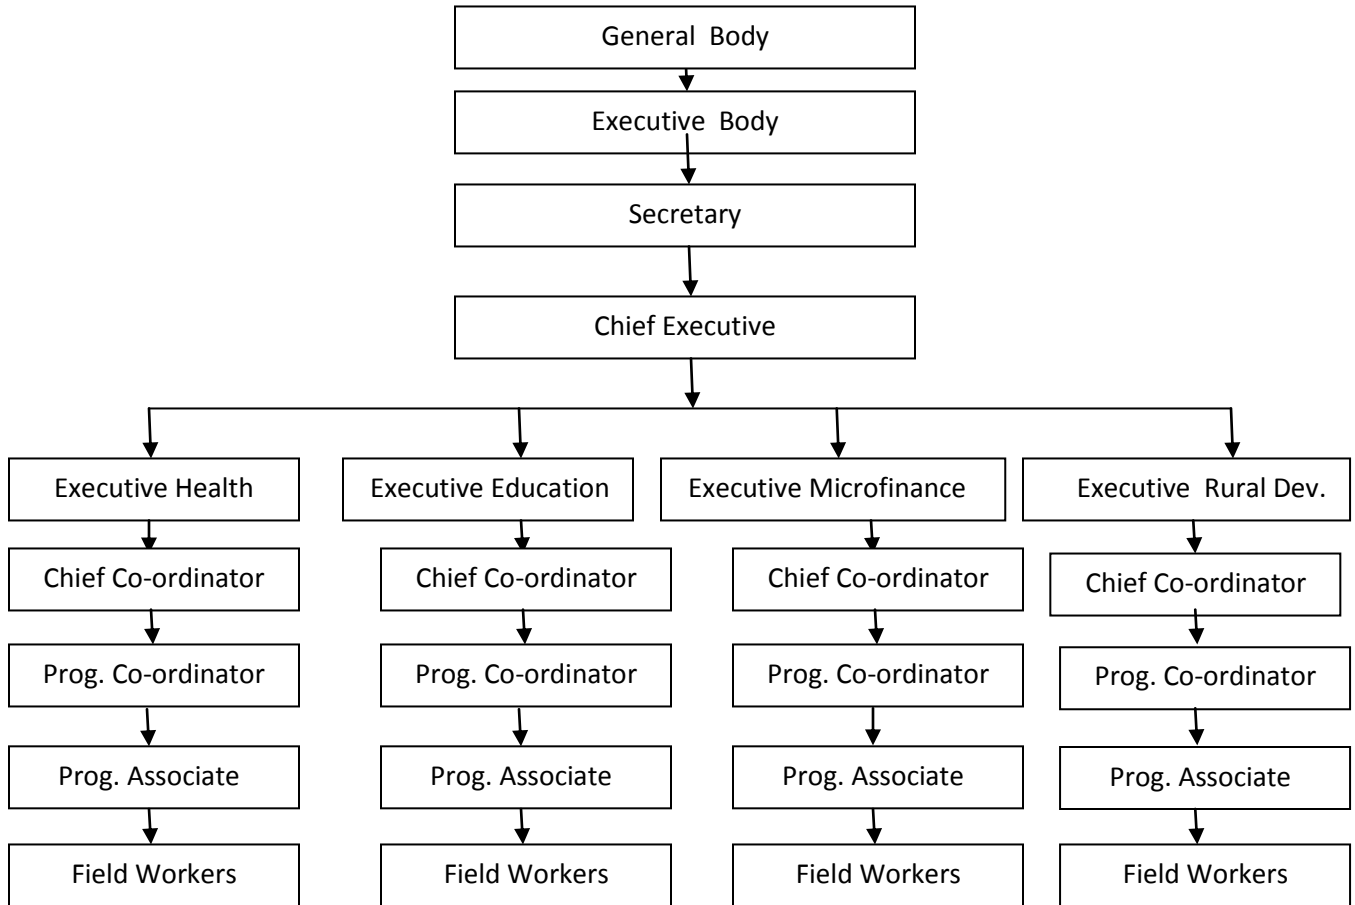 General Body
Executive Body
Secretary
Chief Executive
Executive Health
Executive Education
Executive Microfinance
Executive Rural Dev.
Chief Co-ordinator
Chief Co-ordinator
Chief Co-ordinator
Chief Co-ordinator
Prog. Co-ordinator
Prog. Co-ordinator
Prog. Co-ordinator
Prog. Co-ordinator
Prog. Associate
Prog. Associate
Prog. Associate
Prog. Associate
Field Workers
Field Workers
Field Workers
Field Workers